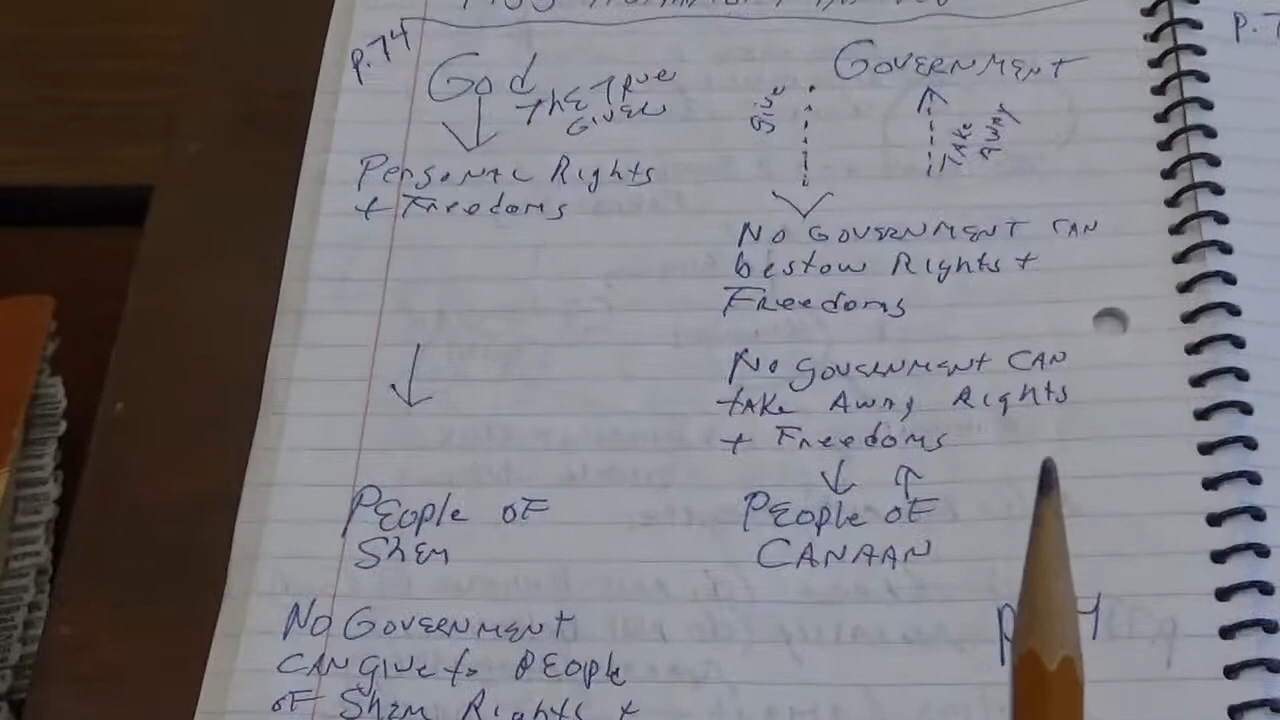 p.74
God
THE TRUE
GIVER
Personal Rights
+ Freedoms
People of
Shem
No Government
can give to People
of Shem Rights +
Government
give
Take
Away
No Government can
bestow Rights +
Freedoms
No Government can
take Away Rights
+ Freedoms
People of
CANAAN